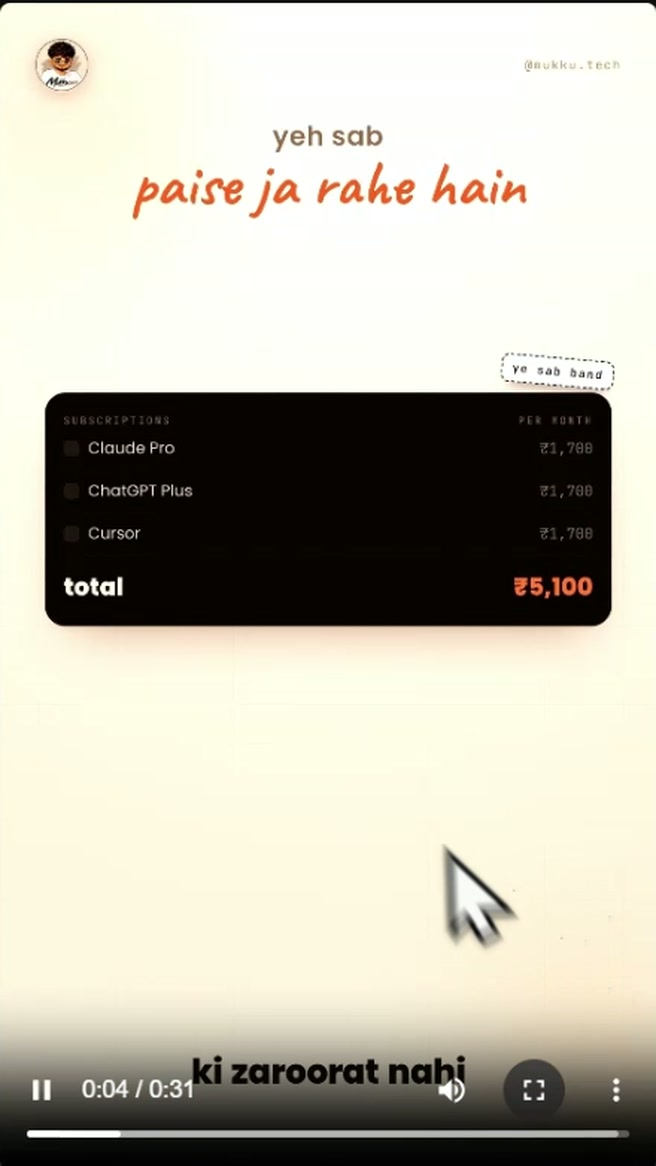 @mukku.tech
yeh sab
paise ja rahe hain
ye sab band
SUBSCRIPTIONS PER MONTH
Claude Pro ₹1,700
ChatGPT Plus ₹1,700
Cursor ₹1,700
total ₹5,100
ki zaroorat nahi
0:04 / 0:31